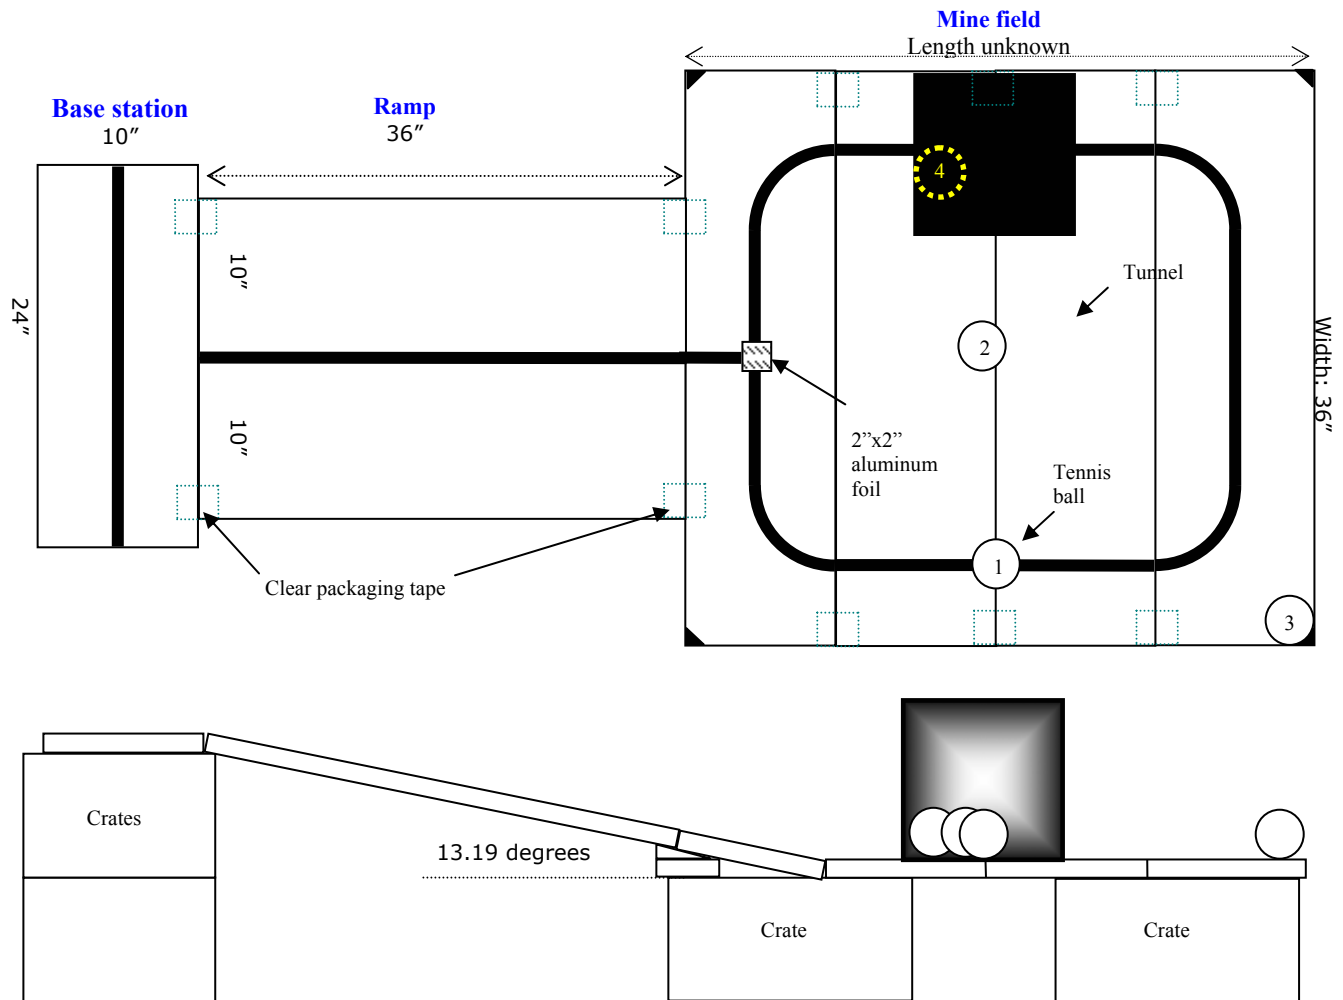 Mine field
Length unknown
Base station
10”
Ramp
36”
4
10”
24”
Tunnel
2
Width: 36”
10”
2”x2”
aluminum
foil
Tennis
ball
1
Clear packaging tape
3
Crates
13.19 degrees
Crate
Crate